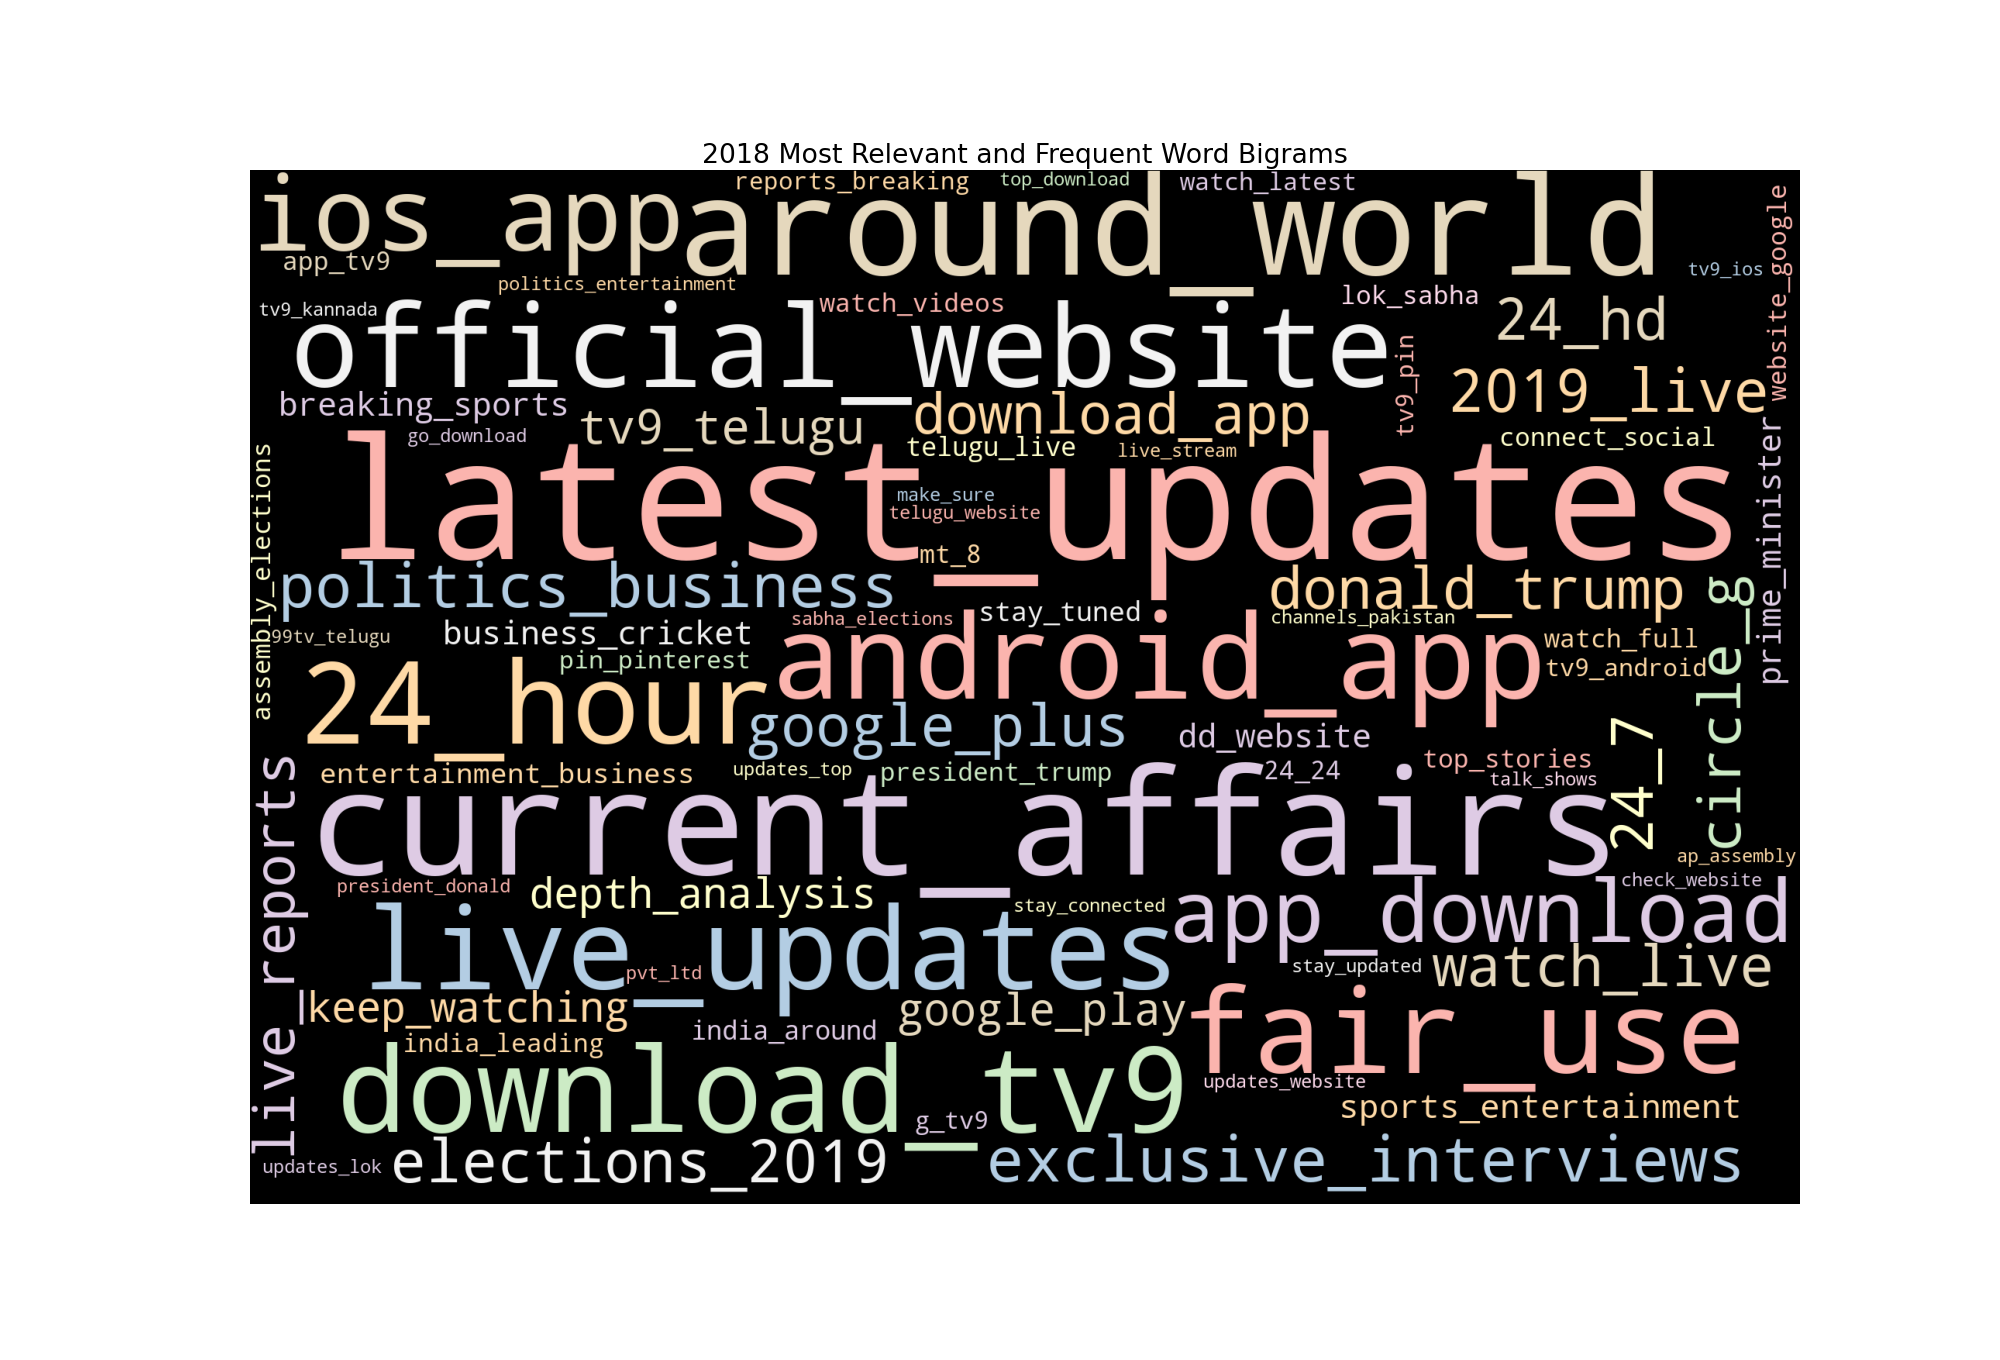 2018 Most Relevant and Frequent Word Bigrams
reports_breaking
top_download
watch_latest
ios_app
around_world
website_google
app_tv9
tv9_ios
politics_entertainment
tv9_kannada
watch_videos
lok_sabha
24_hd
official_website
tv9_pin
2019_live
breaking_sports
tv9_telugu
download_app
go_download
telugu_live
live_stream
connect_social
prime_minister
assembly_elections
latest_updates
make_sure
telugu_website
mt_8
politics_business
donald_trump
circle_g
stay_tuned
sabha_elections
channels_pakistan
99tv_telugu
business_cricket
android_app
watch_full
pin_pinterest
tv9_android
24_hour
google_plus
dd_website
24_7
live_reports
entertainment_business
updates_top
president_trump
24_24
top_stories
talk_shows
current_affairs
ap_assembly
president_donald
depth_analysis
check_website
stay_connected
app_download
live_updates
pvt_ltd
stay_updated
watch_live
keep_watching
google_play
fair_use
india_around
india_leading
download_tv9
updates_website
g_tv9
sports_entertainment
updates_lok
elections_2019
exclusive_interviews